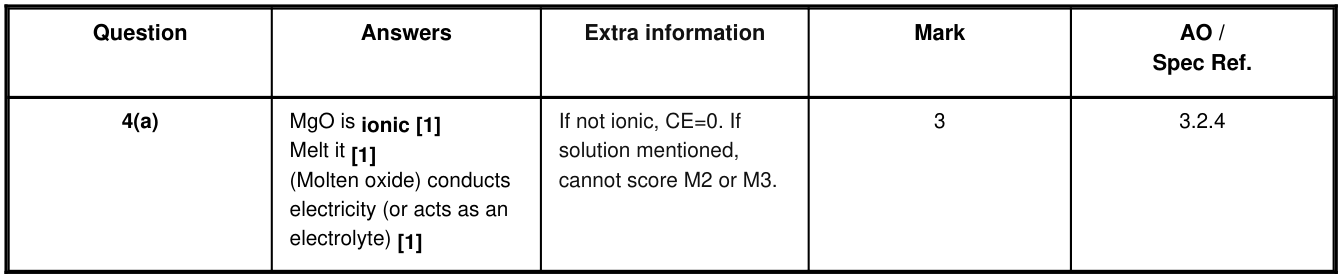 Question Answers Extra information Mark AO /
Spec Ref.
4(a) MgO is ionic [1] If not ionic, CE=0. If 3 3.2.4
Melt it [1] solution mentioned,
(Molten oxide) conducts cannot score M2 or M3.
electricity (or acts as an
electrolyte) [1]